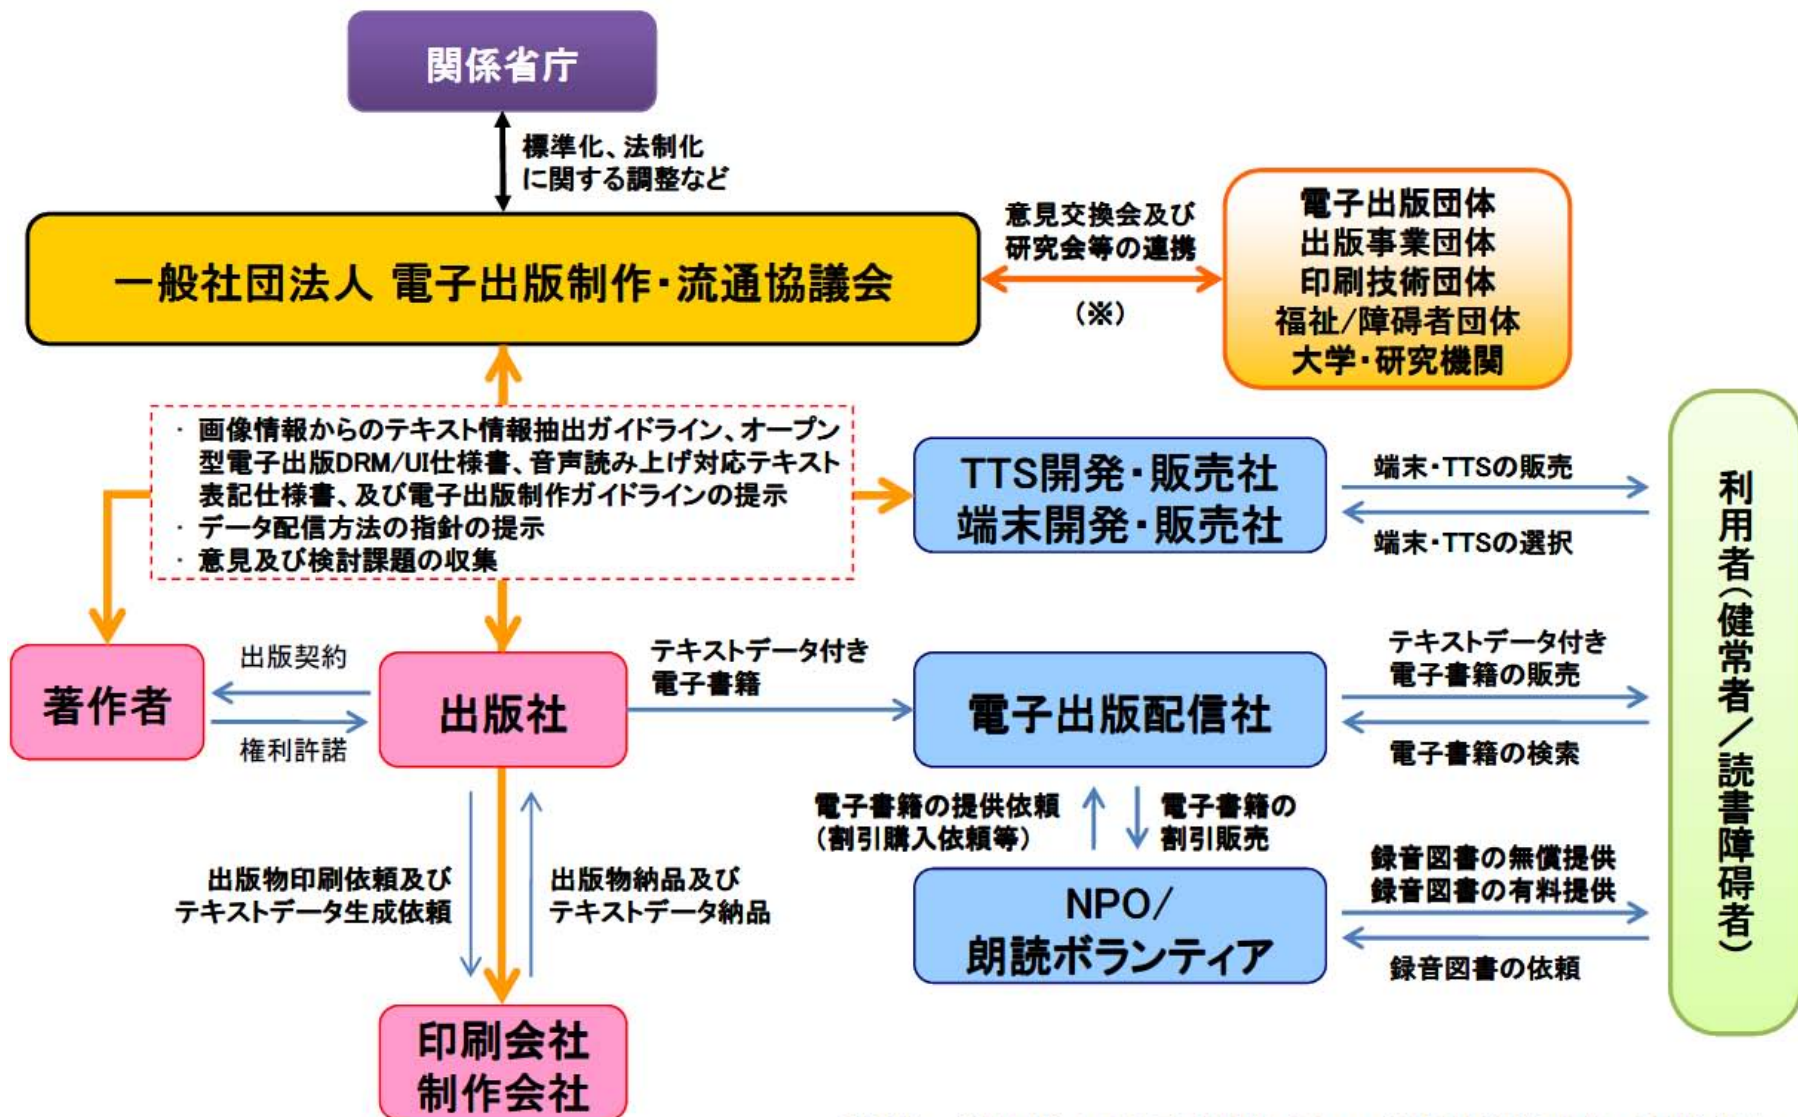 関係省庁
標準化、法制化
に関する調整など
一般社団法人 電子出版制作・流通協議会
意見交換会及び
研究会等の連携
(※)
電子出版団体
出版事業団体
印刷技術団体
福祉/障碍者団体
大学・研究機関
・ 画像情報からのテキスト情報抽出ガイドライン、オープン
型電子出版DRM/UI仕様書、音声読み上げ対応テキスト
表記仕様書、及び電子出版制作ガイドラインの提示
・ データ配信方法の指針の提示
・ 意見及び検討課題の収集
TTS開発・販売社
端末開発・販売社
端末・TTSの販売
端末・TTSの選択
利用者(健常者/読書障碍者)
著作者
出版契約
権利許諾
出版社
テキストデータ付き
電子書籍
電子出版配信社
テキストデータ付き
電子書籍の販売
電子書籍の検索
電子書籍の提供依頼
(割引購入依頼等)
電子書籍の
割引販売
出版物印刷依頼及び
テキストデータ生成依頼
出版物納品及び
テキストデータ納品
NPO/
朗読ボランティア
録音図書の無償提供
録音図書の有料提供
録音図書の依頼
印刷会社
制作会社